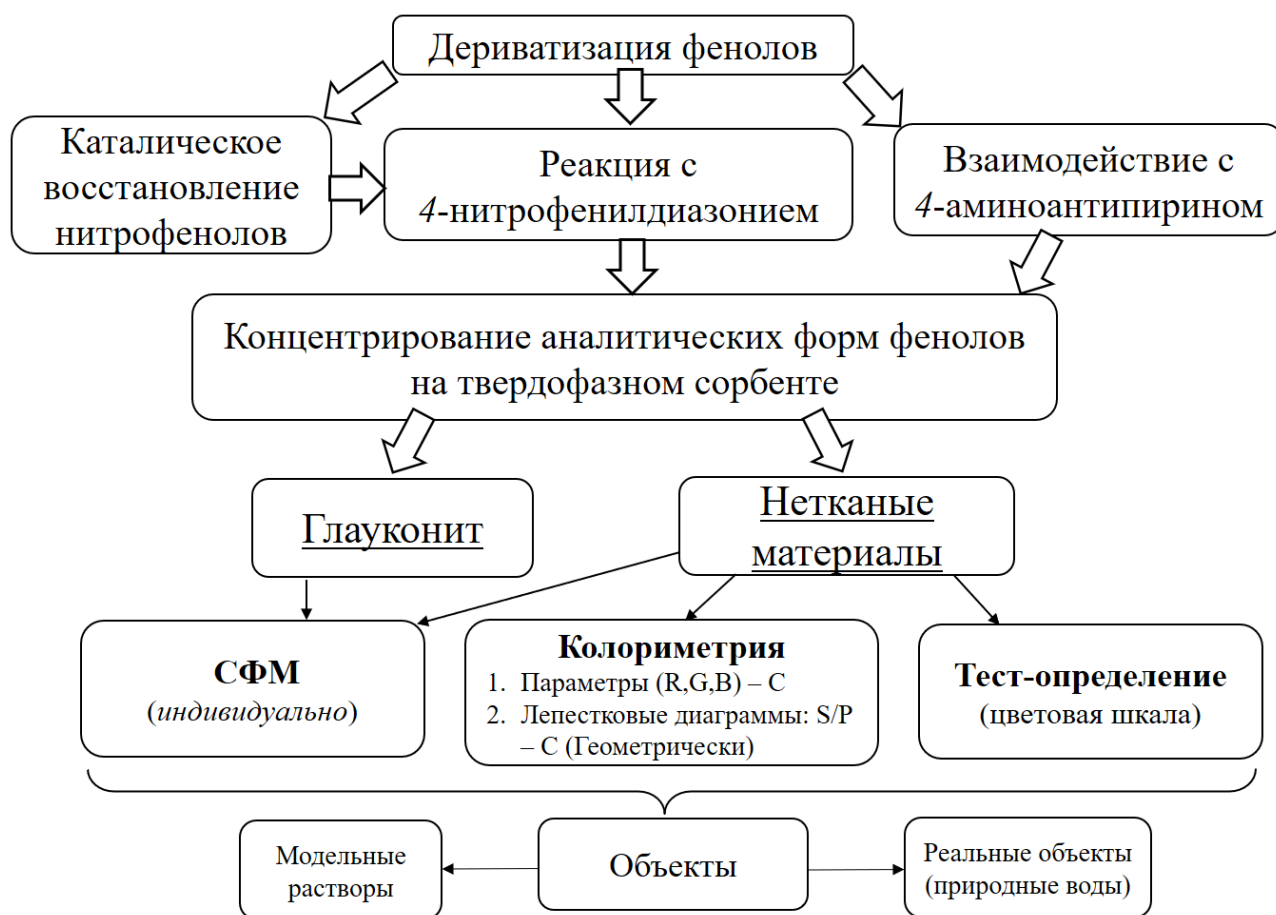 Дериватизация фенолов
Каталическое
восстановление
нитрофенолов
Реакция с
4-нитрофенилдиазонием
Взаимодействие с
4-аминоантипирином
Концентрирование аналитических форм фенолов
на твердофазном сорбенте
Глауконит
Нетканые
материалы
СФМ
(индивидуально)
Колориметрия
1. Параметры (R,G,B) – C
2. Лепестковые диаграммы: S/P
– C (Геометрически)
Тест-определение
(цветовая шкала)
Модельные
растворы
Объекты
Реальные объекты
(природные воды)